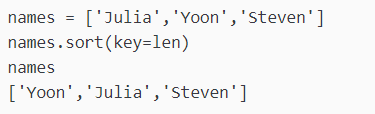 names = ['Julia','Yoon','Steven']
names.sort(key=len)
names
['Yoon','Julia','Steven']